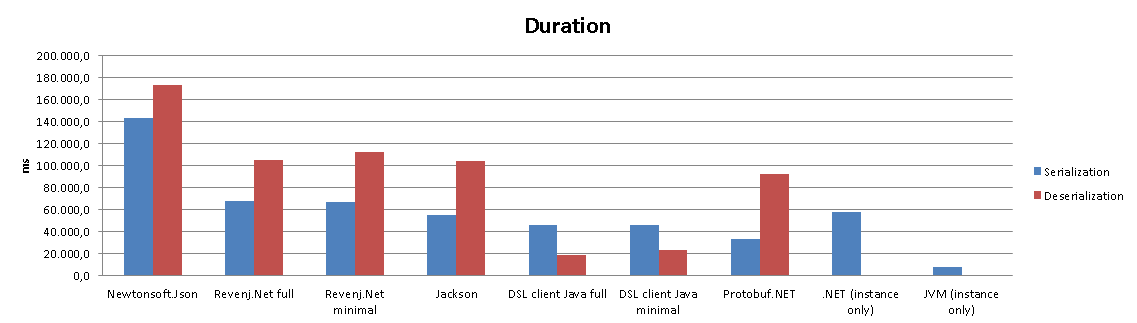 Duration
200.000,0
180.000,0
160.000,0
140.000,0
120.000,0
100.000,0
80.000,0
60.000,0
40.000,0
20.000,0
0,0
ms
Newtonsoft.Json
Revenj.Net full
Revenj.Net
minimal
Jackson
DSL client Java full
DSL client Java
minimal
Protobuf.NET
.NET (instance
only)
JVM (instance
only)
Serialization
Deserialization